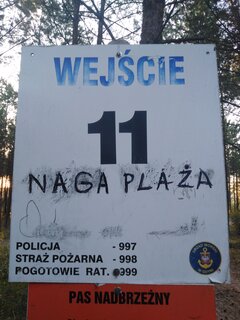 WEJŚCIE
11
NAGA PLAŻA
POLICJA - 997
STRAŻ POŻARNA - 998
POGOTOWIE RAT. - 999
PAS NADBRZEŻNY